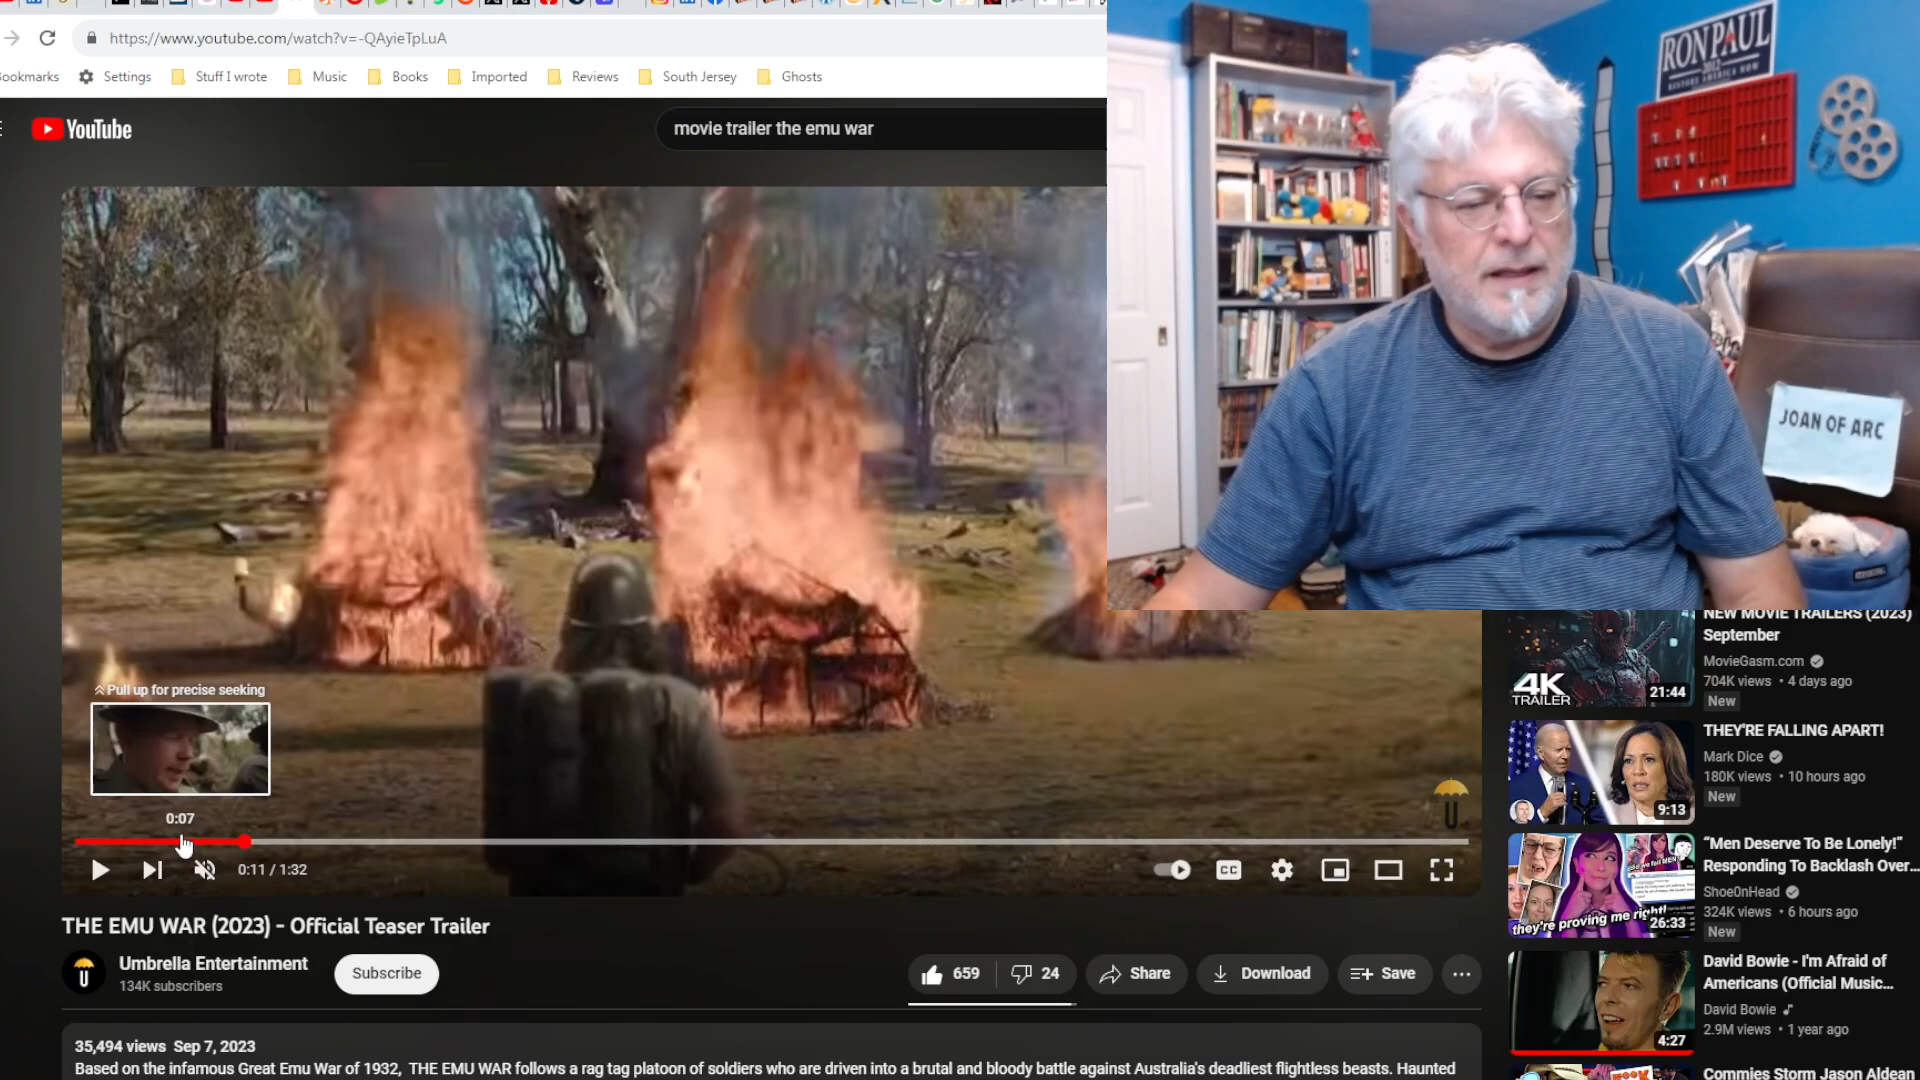 https://www.youtube.com/watch?v=-QAyieTpLuA
Bookmarks
Settings
Stuff I wrote
Music
Books
Imported
Reviews
South Jersey
Ghosts
YouTube
movie trailer the emu war
RON PAUL
2012
RESTORE AMERICA NOW
JOAN OF ARC
Pull up for precise seeking
0:07
U
0:11 / 1:32
CC
THE EMU WAR (2023) - Official Teaser Trailer
U
Umbrella Entertainment
134K subscribers
Subscribe
659
24
Share
Download
Save
35,494 views Sep 7, 2023
Based on the infamous Great Emu War of 1932, THE EMU WAR follows a rag tag platoon of soldiers who are driven into a brutal and bloody battle against Australia's deadliest flightless beasts. Haunted
4K
TRAILER
21:44
NEW MOVIE TRAILERS (2023)
September
MovieGasm.com
704K views • 4 days ago
New
9:13
THEY'RE FALLING APART!
Mark Dice
180K views • 10 hours ago
New
they're proving me right!
26:33
“Men Deserve To Be Lonely!”
Responding To Backlash Over...
Shoe0nHead
324K views • 6 hours ago
New
4:27
David Bowie - I'm Afraid of
Americans (Official Music...
David Bowie
2.9M views • 1 year ago
Commies Storm Jason Aldean